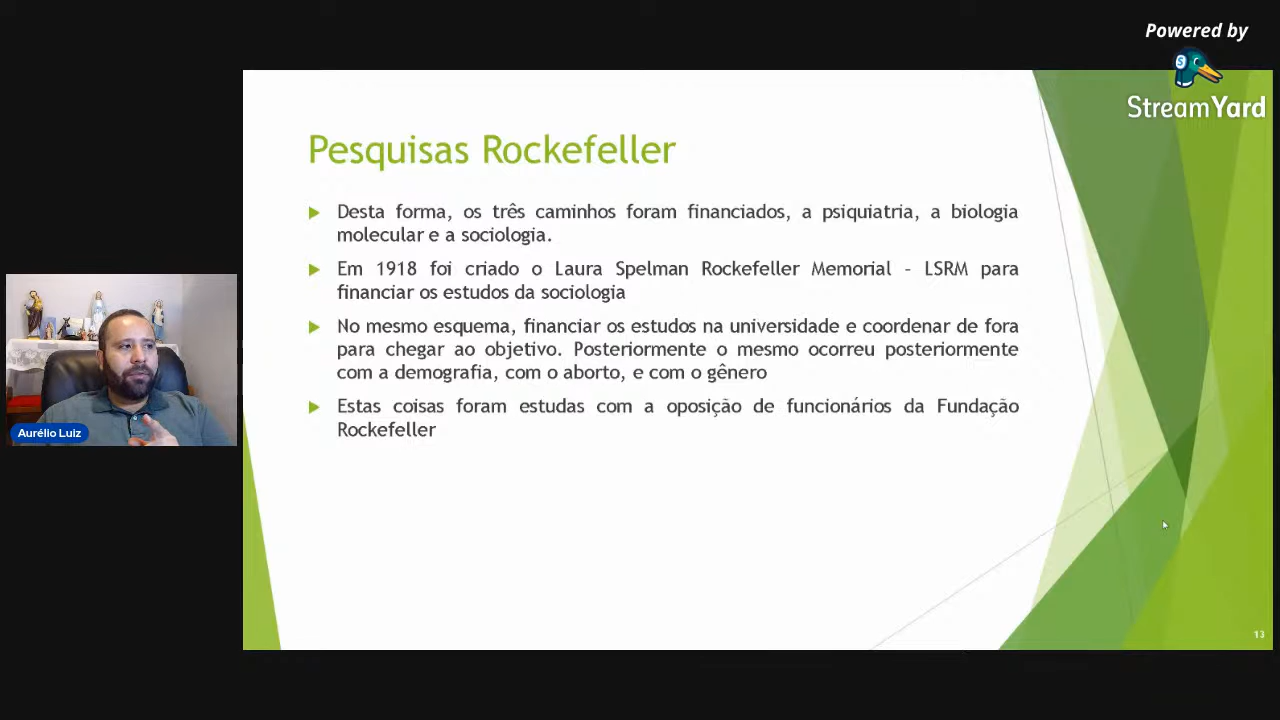 Powered by
StreamYard
Pesquisas Rockefeller
Desta forma, os três caminhos foram financiados, a psiquiatria, a biologia
molecular e a sociologia.
Em 1918 foi criado o Laura Spelman Rockefeller Memorial – LSRM para
financiar os estudos da sociologia
No mesmo esquema, financiar os estudos na universidade e coordenar de fora
para chegar ao objetivo. Posteriormente o mesmo ocorreu posteriormente
com a demografia, com o aborto, e com o gênero
Estas coisas foram estudas com a oposição de funcionários da Fundação
Rockefeller
Aurélio Luiz
13